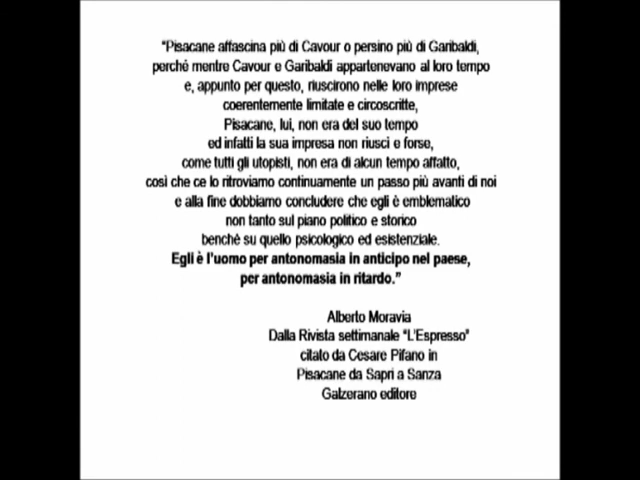 “Pisacane affascina più di Cavour o persino più di Garibaldi,
perché mentre Cavour e Garibaldi appartenevano al loro tempo
e, appunto per questo, riuscirono nelle loro imprese
coerentemente limitate e circoscritte,
Pisacane, lui, non era del suo tempo
ed infatti la sua impresa non riuscì e forse,
come tutti gli utopisti, non era di alcun tempo affatto,
così che ce lo ritroviamo continuamente un passo più avanti di noi
e alla fine dobbiamo concludere che egli è emblematico
non tanto sul piano politico e storico
benchè su quello psicologico ed esistenziale.
Egli è l’uomo per antonomasia in anticipo nel paese,
per antonomasia in ritardo.”
Alberto Moravia
Dalla Rivista settimanale “L’Espresso”
citato da Cesare Pifano in
Pisacane da Sapri a Sanza
Galzerano editore